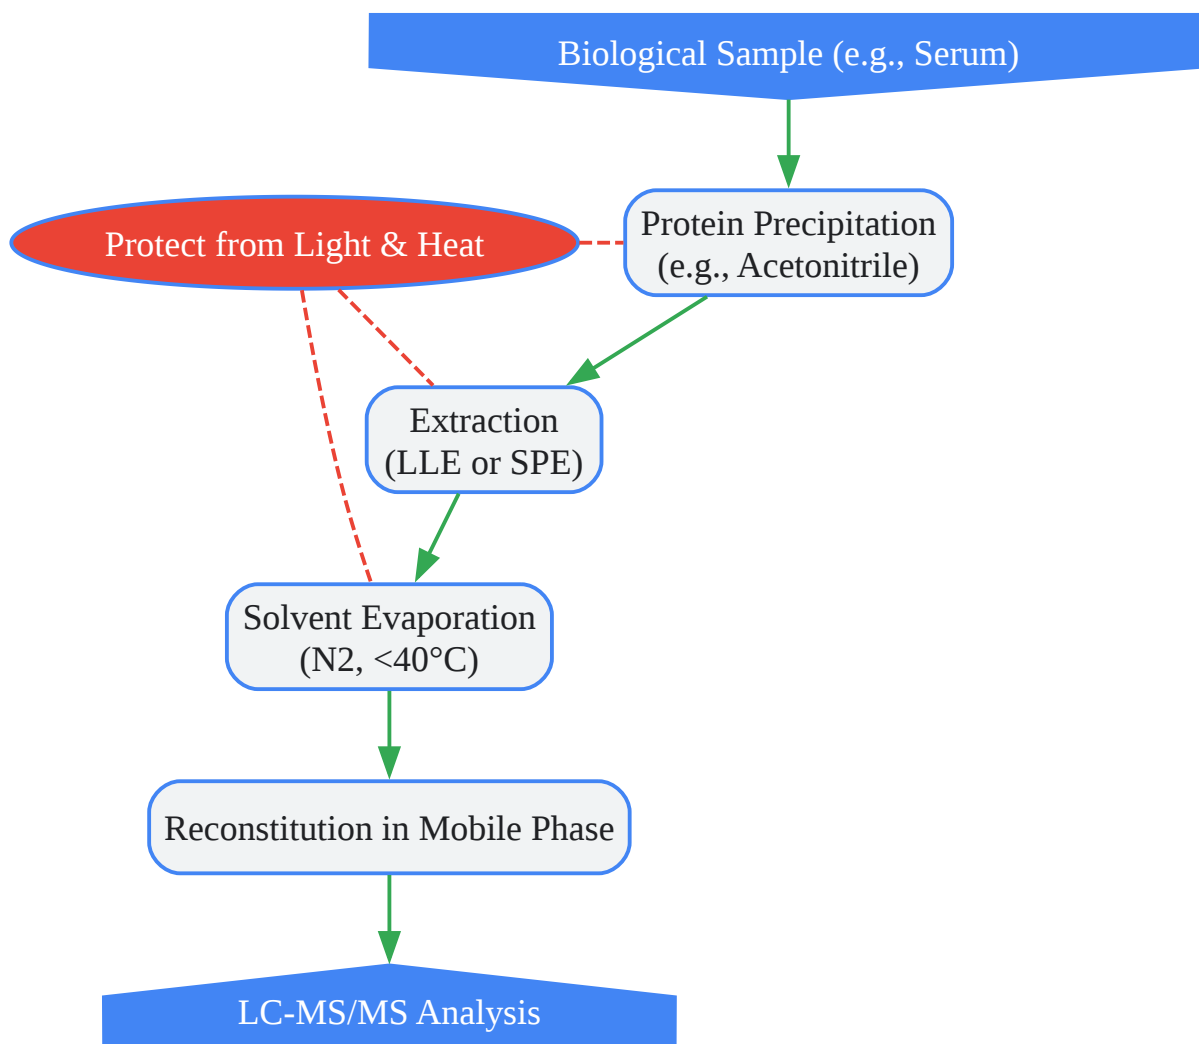 Biological Sample (e.g., Serum)
Protein Precipitation
(e.g., Acetonitrile)
Protect from Light & Heat
Extraction
(LLE or SPE)
Solvent Evaporation
(N2, <40°C)
Reconstitution in Mobile Phase
LC-MS/MS Analysis